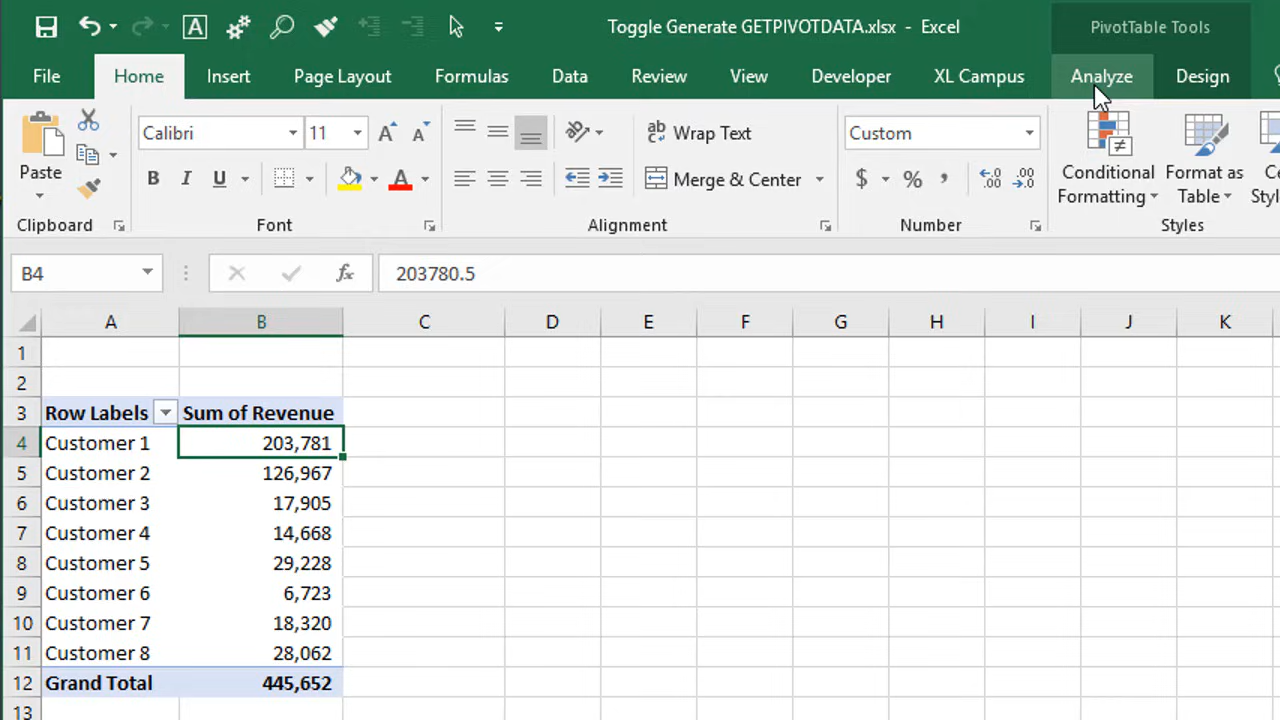 Toggle Generate GETPIVOTDATA.xlsx - Excel
PivotTable Tools
File Home Insert Page Layout Formulas Data Review View Developer XL Campus Analyze Design
Paste
Calibri 11
Wrap Text
Custom
B I U
A
Merge & Center
$ % ,
Conditional Formatting
Format as Table
Clipboard Font Alignment Number Styles
B4 fx 203780.5
A B C D E F G H I J K
1
2
3 Row Labels Sum of Revenue
4 Customer 1 203,781
5 Customer 2 126,967
6 Customer 3 17,905
7 Customer 4 14,668
8 Customer 5 29,228
9 Customer 6 6,723
10 Customer 7 18,320
11 Customer 8 28,062
12 Grand Total 445,652
13